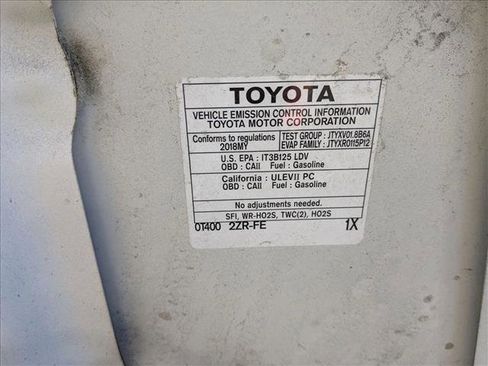 TOYOTA
VEHICLE EMISSION CONTROL INFORMATION
TOYOTA MOTOR CORPORATION
Conforms to regulations
2018MY
TEST GROUP : JTYXV01.8B6A
EVAP FAMILY : JTYXR0115P12
U.S. EPA : IT3B125 LDV
OBD : CAII Fuel : Gasoline
California : ULEVII PC
OBD : CAII Fuel : Gasoline
No adjustments needed.
SFI, WR-HO2S, TWC(2), HO2S
0T400 2ZR-FE 1X